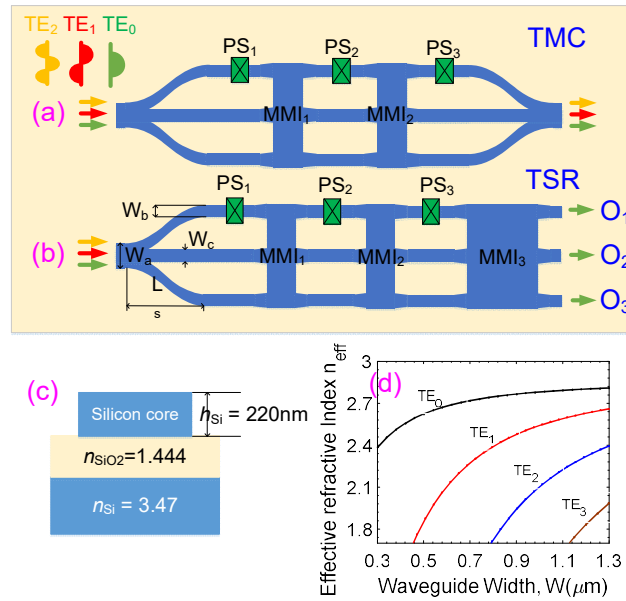 TE2 TE1 TE0
PS1 PS2 PS3
TMC
(a)
MMI1 MMI2
TSR
PS1 PS2 PS3
Wb
O1
(b)
Wa
Wc
MMI1 MMI2 MMI3
O2
L
s
O3
(c)
Silicon core
hSi = 220nm
nSiO2=1.444
nSi = 3.47
(d)
Effective refractive Index neff
3
2.7
2.4
2.1
1.8
TE0
TE1
TE2
TE3
0.3 0.5 0.7 0.9 1.1 1.3
Waveguide Width, W(μm)